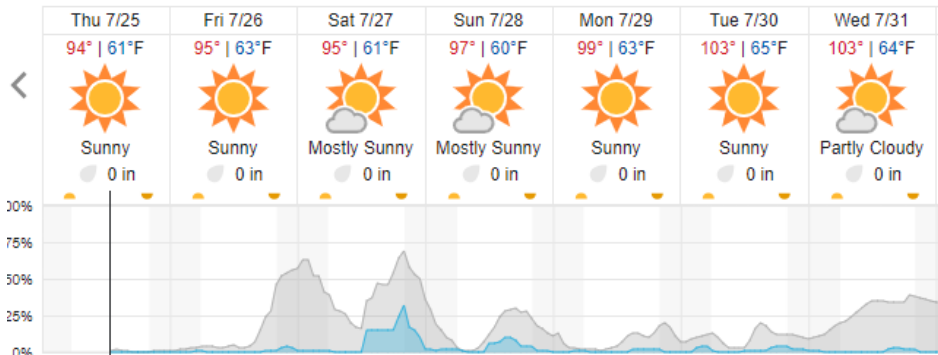 Thu 7/25 Fri 7/26 Sat 7/27 Sun 7/28 Mon 7/29 Tue 7/30 Wed 7/31
94° | 61°F 95° | 63°F 95° | 61°F 97° | 60°F 99° | 63°F 103° | 65°F 103° | 64°F
Sunny Sunny Mostly Sunny Mostly Sunny Sunny Sunny Partly Cloudy
0 in 0 in 0 in 0 in 0 in 0 in 0 in
00%
75%
50%
25%
0%